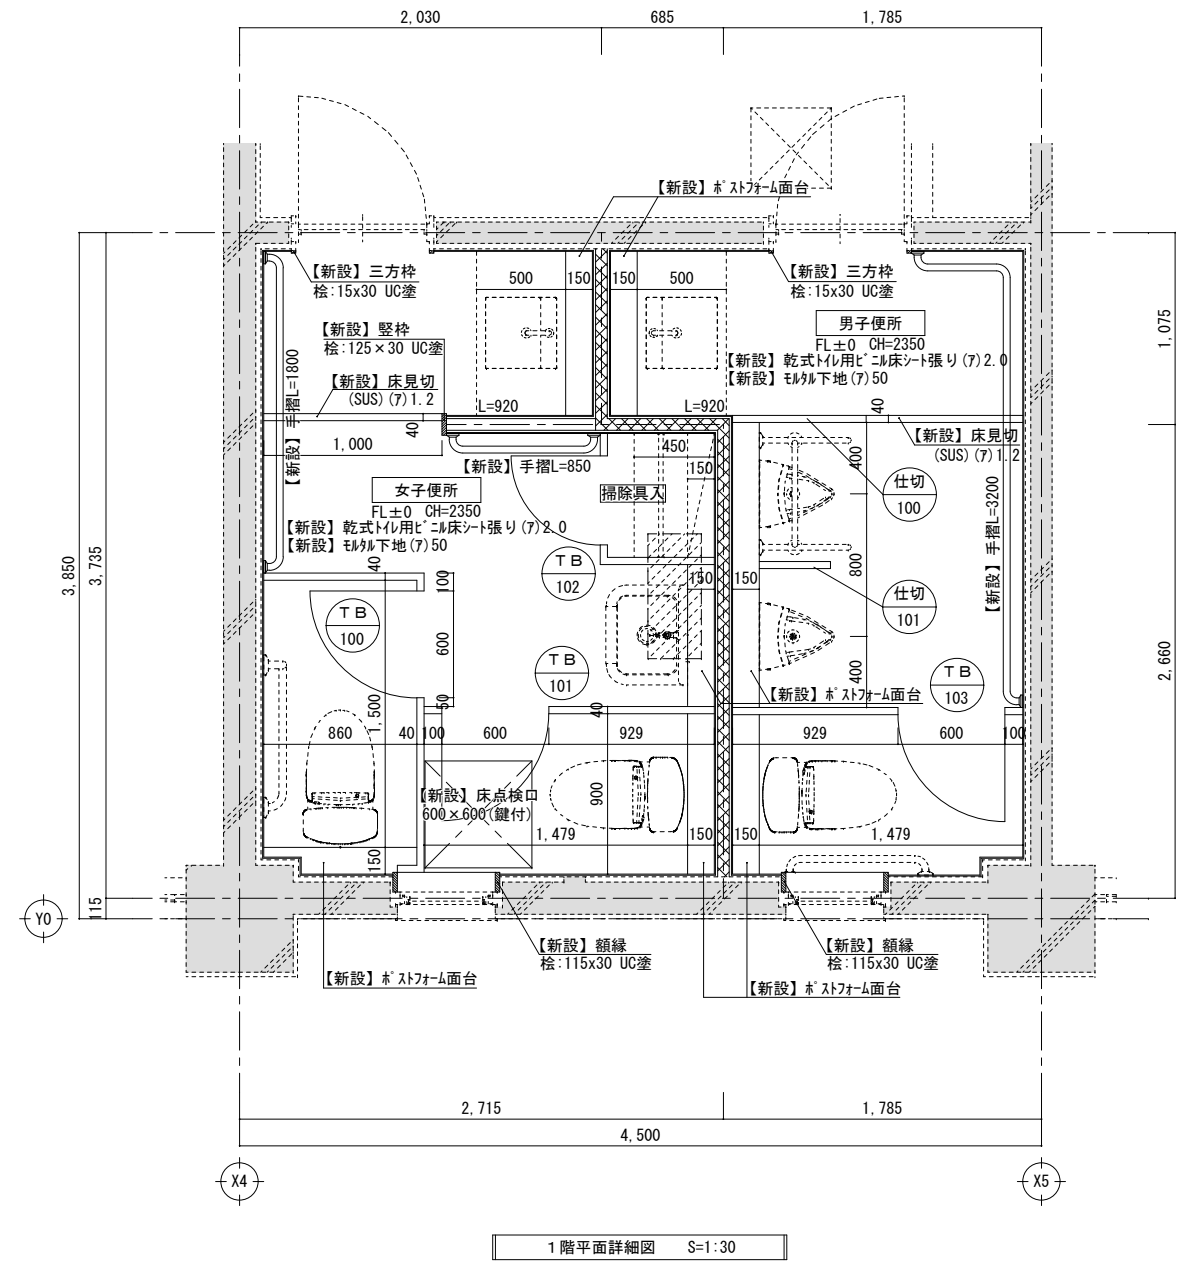 2,030
685
1,785
【新設】ﾎﾟｽﾄﾌｫｰﾑ面台
【新設】三方枠
桧:15x30 UC塗
500
150
150
500
【新設】三方枠
桧:15x30 UC塗
【新設】竪枠
桧:125×30 UC塗
男子便所
FL±0 CH=2350
【新設】乾式ﾄｲﾚ用ﾋﾞﾆﾙ床ｼｰﾄ張り(ｱ)2.0
【新設】ﾓﾙﾀﾙ下地(ｱ)50
1,075
【新設】手摺L=1800
【新設】床見切
(SUS)(ｱ)1.2
L=920
L=920
40
40
1,000
【新設】手摺L=850
450
150
400
【新設】床見切
(SUS)(ｱ)1.2
女子便所
FL±0 CH=2350
【新設】乾式ﾄｲﾚ用ﾋﾞﾆﾙ床ｼｰﾄ張り(ｱ)2.0
【新設】ﾓﾙﾀﾙ下地(ｱ)50
掃除具入
仕切
100
【新設】手摺L=3200
3,850
3,735
40
100
TB
102
150
150
800
仕切
101
TB
100
600
2,660
TB
101
400
TB
103
50
1,500
40
【新設】ﾎﾟｽﾄﾌｫｰﾑ面台
860
40
100
600
929
929
600
100
【新設】床点検口
600×600(鍵付)
900
1,479
150
150
1,479
150
115
Y0
【新設】額縁
桧:115x30 UC塗
【新設】額縁
桧:115x30 UC塗
【新設】ﾎﾟｽﾄﾌｫｰﾑ面台
【新設】ﾎﾟｽﾄﾌｫｰﾑ面台
2,715
1,785
4,500
X4
X5
1階平面詳細図 S=1:30